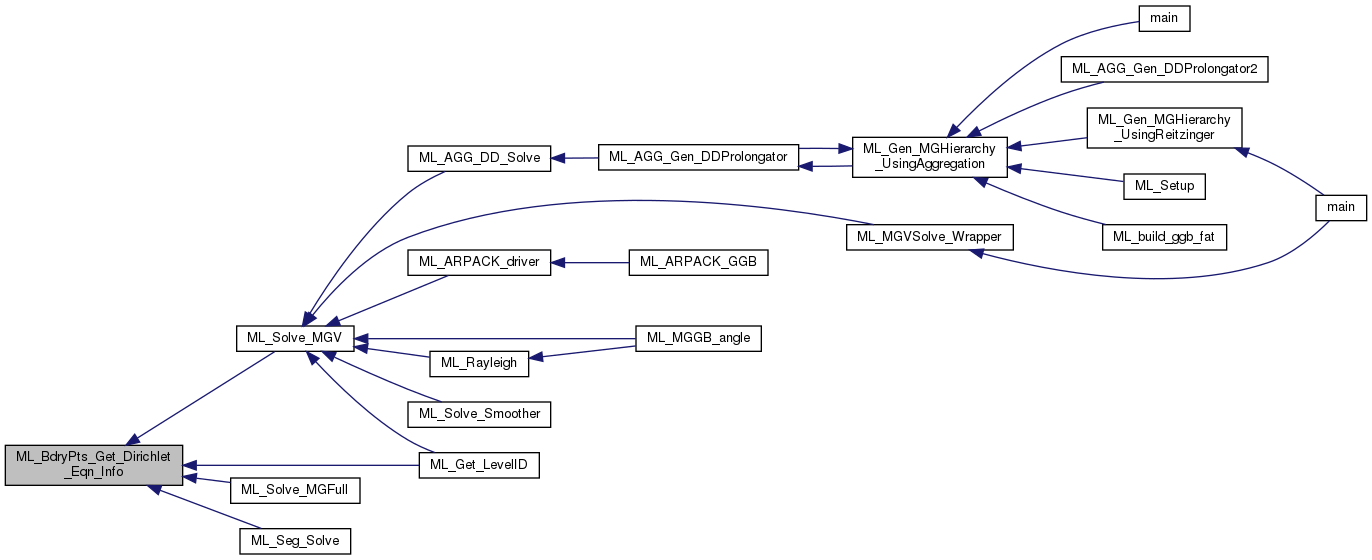 main
ML_AGG_Gen_DDProlongator2
ML_Gen_MGHierarchy
_UsingReitzinger
ML_AGG_DD_Solve
ML_AGG_Gen_DDProlongator
ML_Gen_MGHierarchy
_UsingAggregation
ML_Setup
main
ML_MGVSolve_Wrapper
ML_build_ggb_fat
ML_ARPACK_driver
ML_ARPACK_GGB
ML_Solve_MGV
ML_MGGB_angle
ML_Rayleigh
ML_Solve_Smoother
ML_BdryPts_Get_Dirichlet
_Eqn_Info
ML_Get_LevelID
ML_Solve_MGFull
ML_Seg_Solve